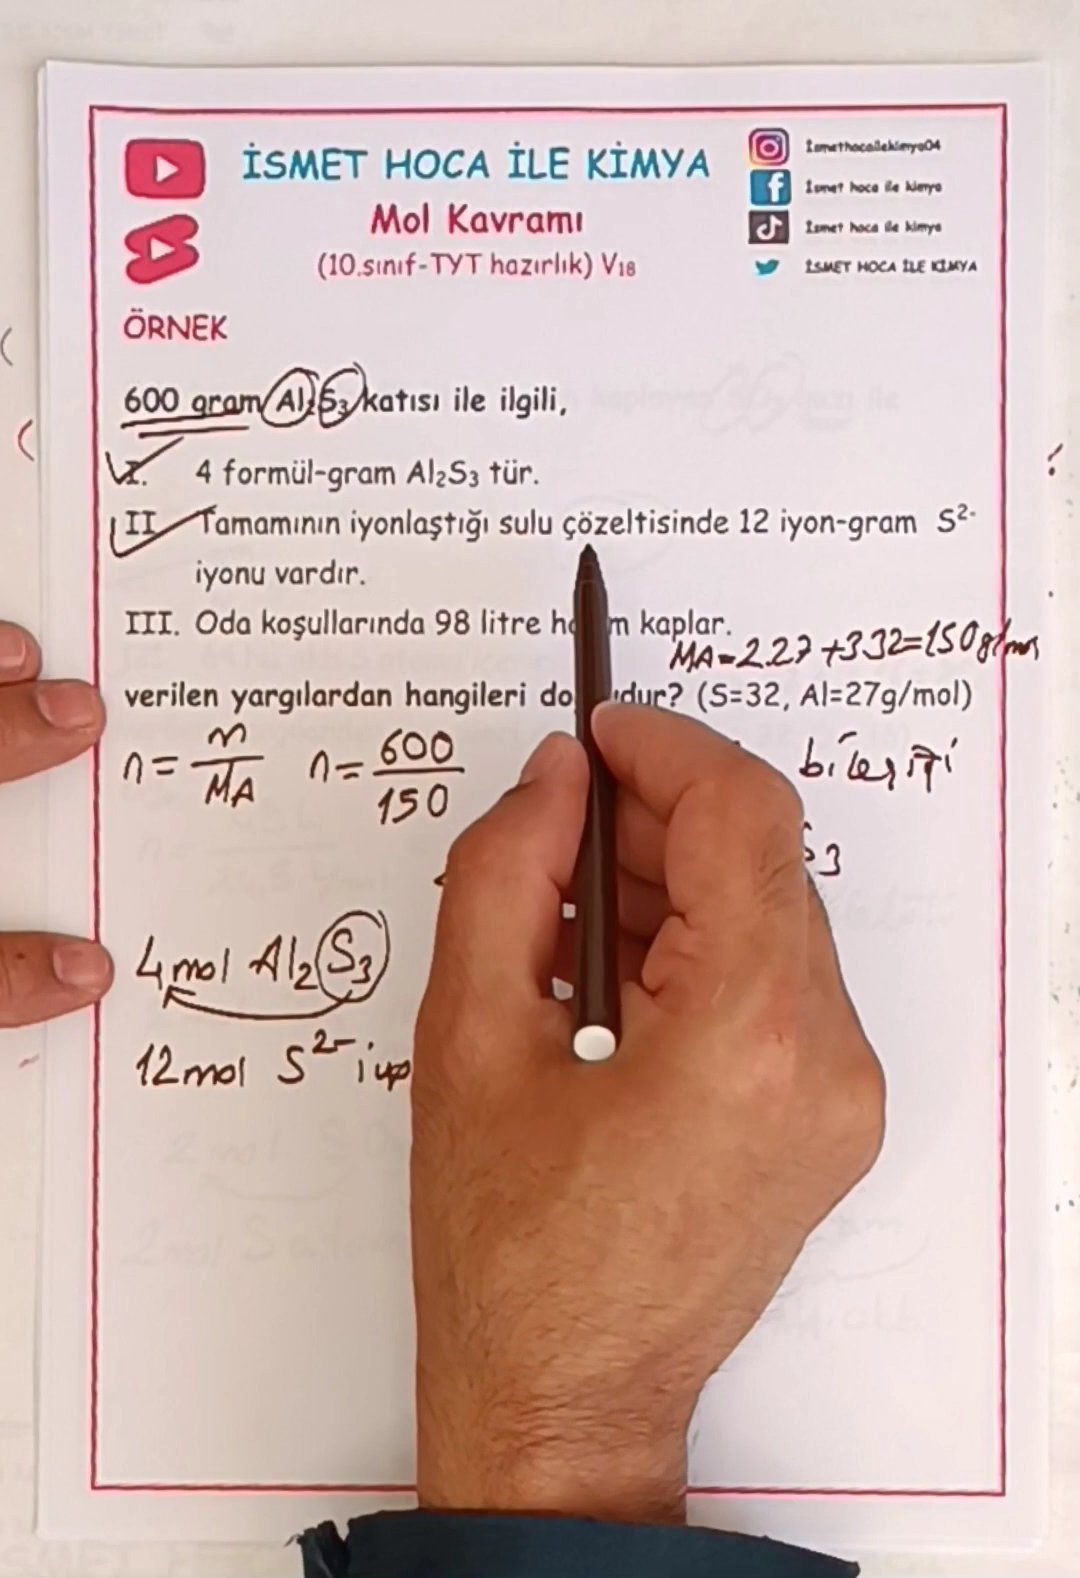 İSMET HOCA İLE KİMYA
Mol Kavramı
(10.sınıf-TYT hazırlık) V18
İsmethocailekimya04
İsmet hoca ile kimya
İsmet hoca ile kimya
İSMET HOCA İLE KİMYA
ÖRNEK
600 gram Al2S3 katısı ile ilgili,
I. 4 formül-gram Al2S3 tür.
II Tamamının iyonlaştığı sulu çözeltisinde 12 iyon-gram S2-
iyonu vardır.
III. Oda koşullarında 98 litre kaplar.
MA=2.27+3.32=150g/mol
verilen yargılardan hangileri (S=32, Al=27g/mol)
n=m/MA n=600/150
bileşiği
S3
4mol Al2S3
12mol S2-